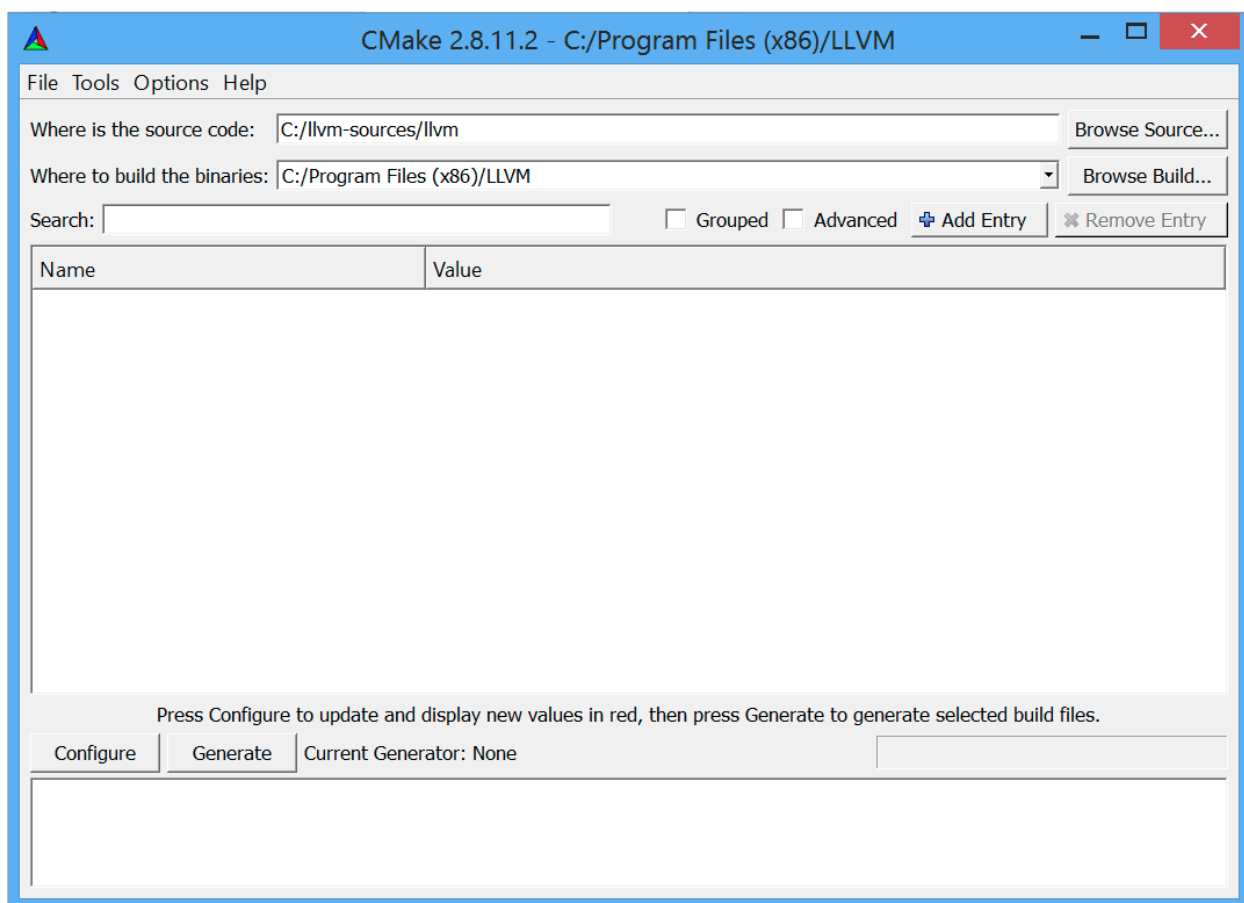 CMake 2.8.11.2 - C:/Program Files (x86)/LLVM
File Tools Options Help
Where is the source code: C:/llvm-sources/llvm Browse Source...
Where to build the binaries: C:/Program Files (x86)/LLVM Browse Build...
Search: Grouped Advanced Add Entry Remove Entry
Name Value
Press Configure to update and display new values in red, then press Generate to generate selected build files.
Configure Generate Current Generator: None